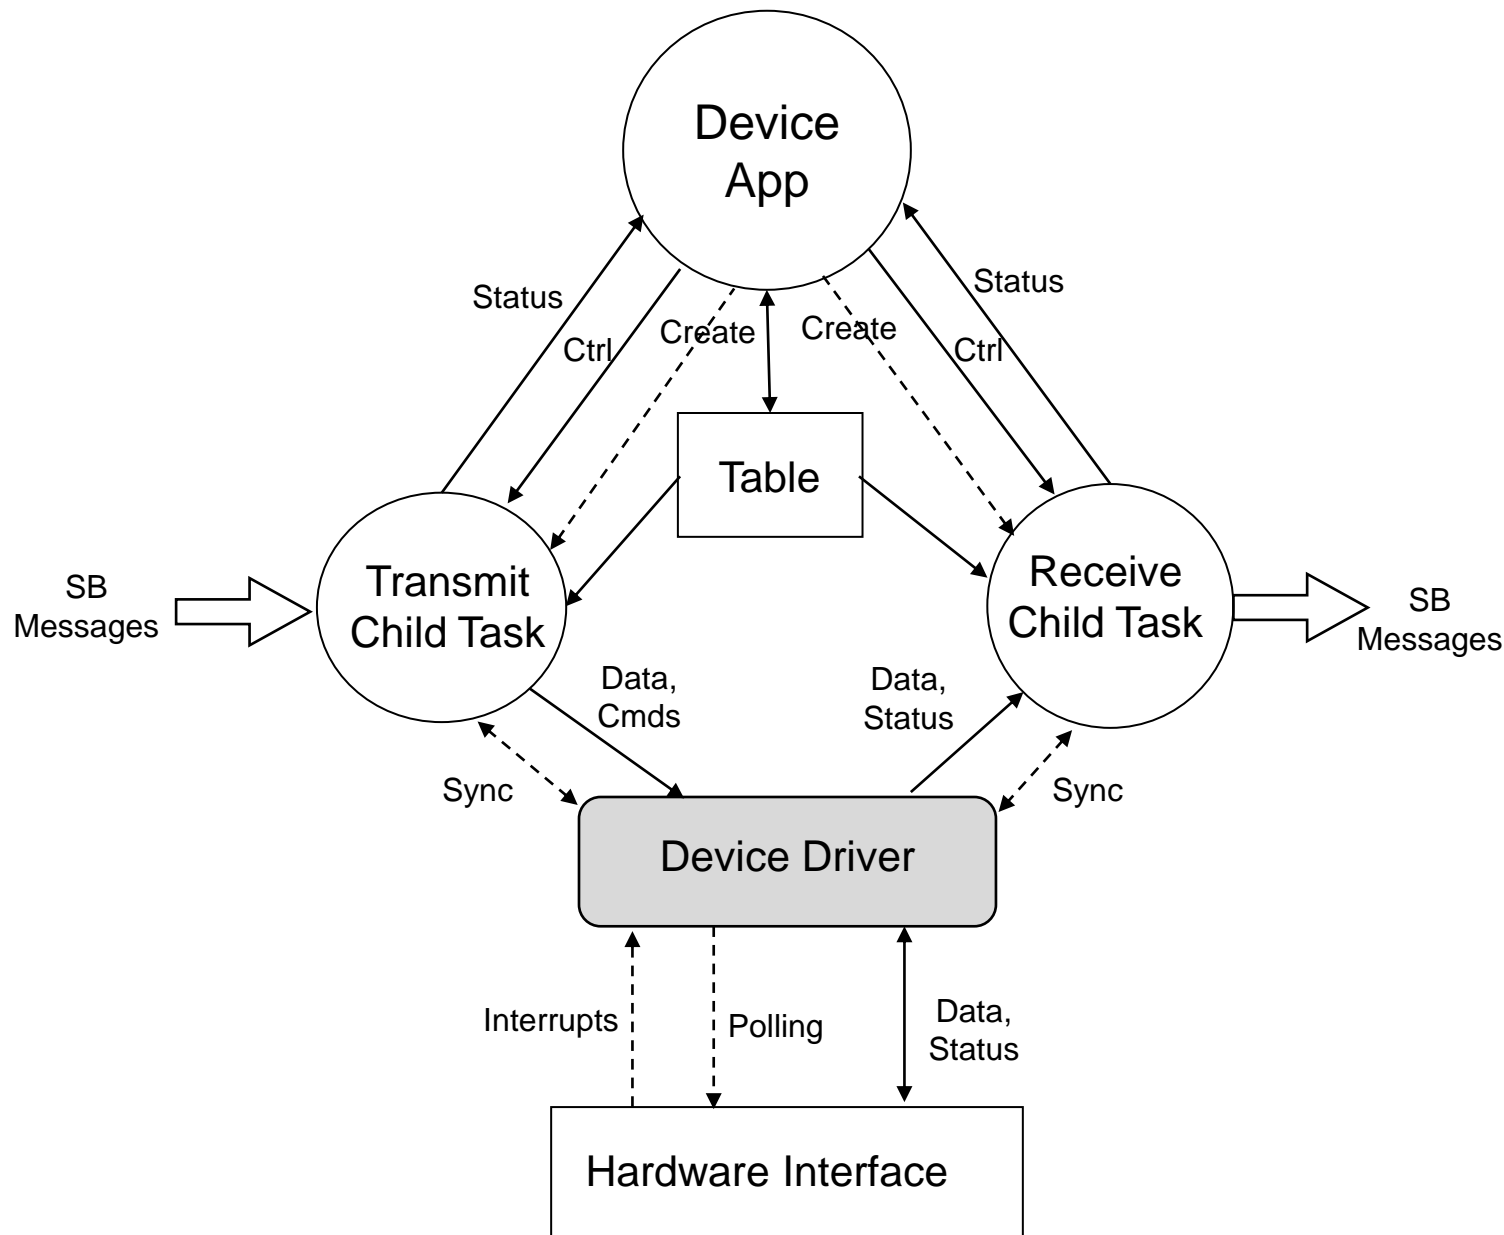 Device
App
Status
Status
Create
Create
Ctrl
Ctrl
Table
Transmit
Child Task
Receive
Child Task
SB
Messages
SB
Messages
Data,
Cmds
Data,
Status
Sync
Sync
Device Driver
Interrupts
Polling
Data,
Status
Hardware Interface